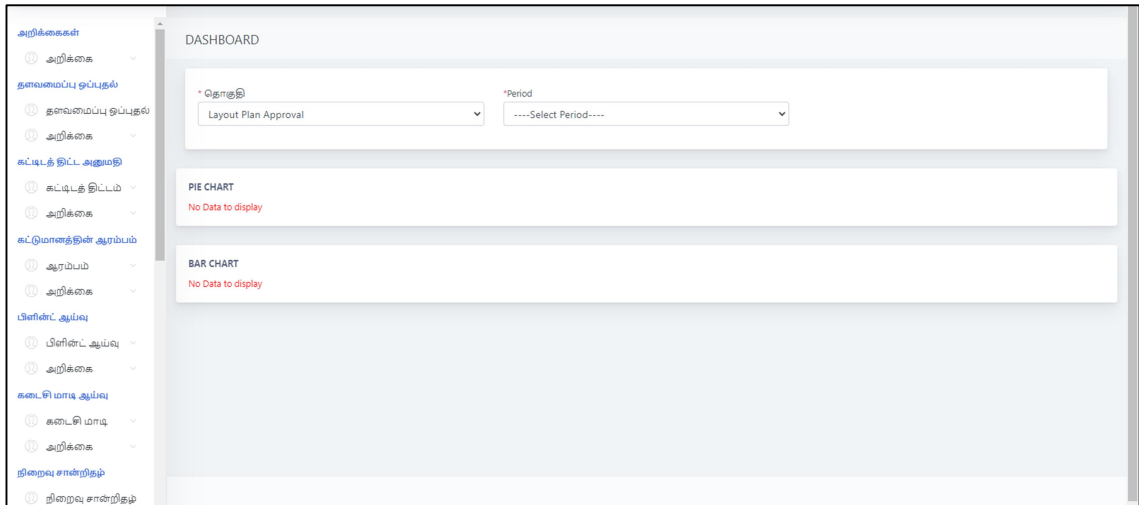 அறிக்கைகள்
அறிக்கை
தளவமைப்பு ஒப்புதல்
தளவமைப்பு ஒப்புதல்
அறிக்கை
கட்டிடத் திட்ட அனுமதி
கட்டிடத் திட்டம்
அறிக்கை
கட்டுமானத்தின் ஆரம்பம்
ஆரம்பம்
அறிக்கை
பிளின்ட் ஆய்வு
பிளின்ட் ஆய்வு
அறிக்கை
கடைசி மாடி ஆய்வு
கடைசி மாடி
அறிக்கை
நிறைவு சான்றிதழ்
நிறைவு சான்றிதழ்
DASHBOARD
* தொகுதி
Layout Plan Approval
*Period
----Select Period----
PIE CHART
No Data to display
BAR CHART
No Data to display